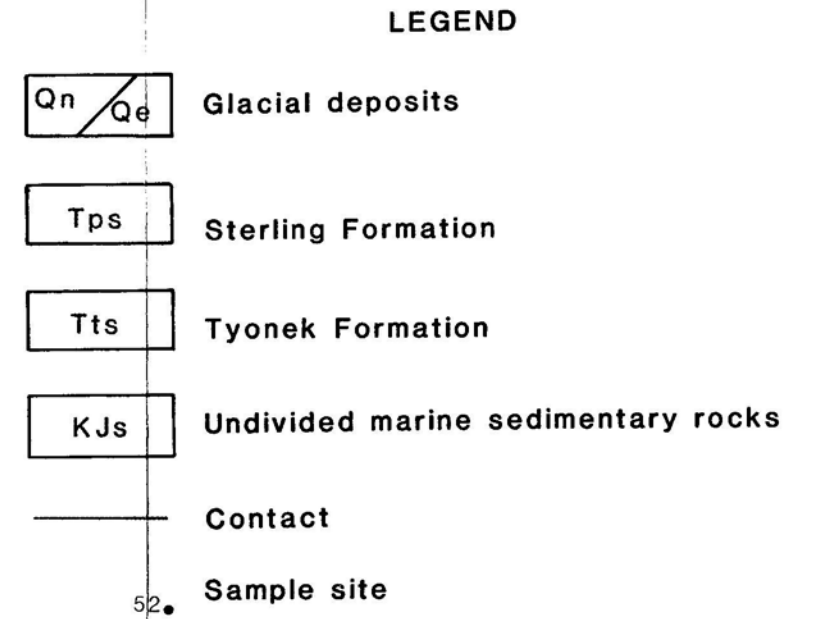 LEGEND
Qn Qe Glacial deposits
Tps Sterling Formation
Tts Tyonek Formation
KJs Undivided marine sedimentary rocks
Contact
52 Sample site